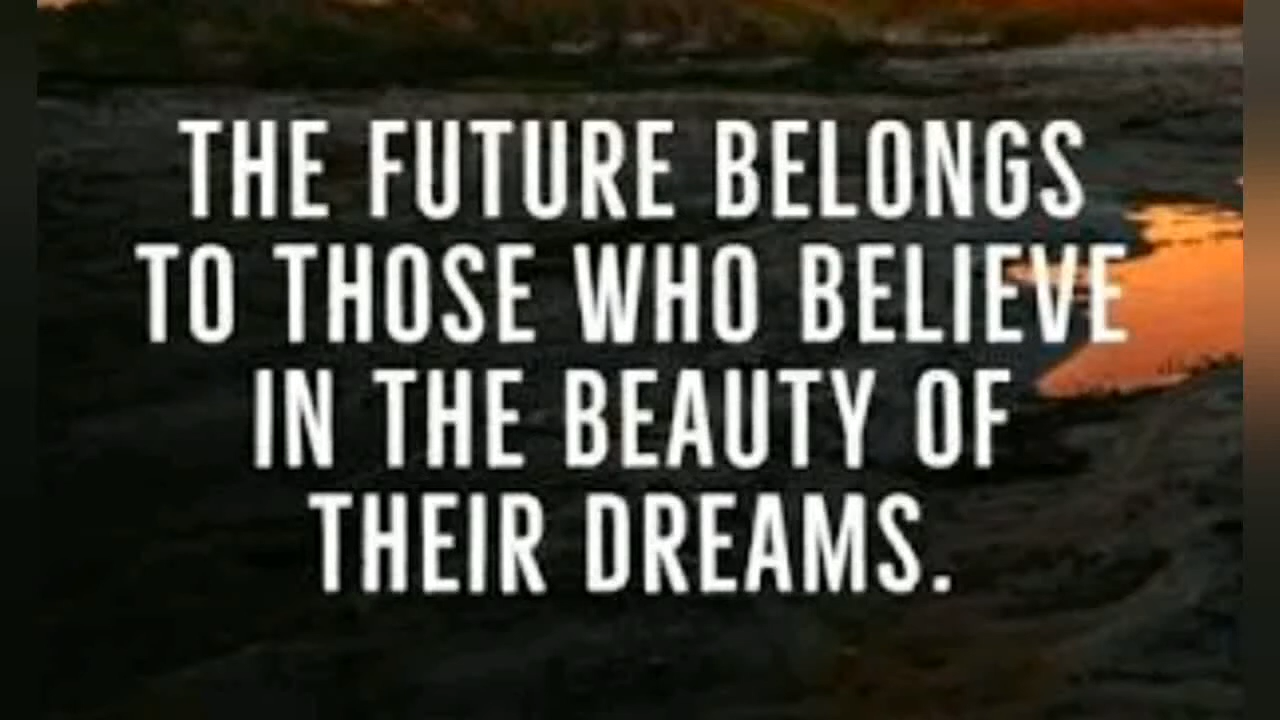 THE FUTURE BELONGS
TO THOSE WHO BELIEVE
IN THE BEAUTY OF
THEIR DREAMS.